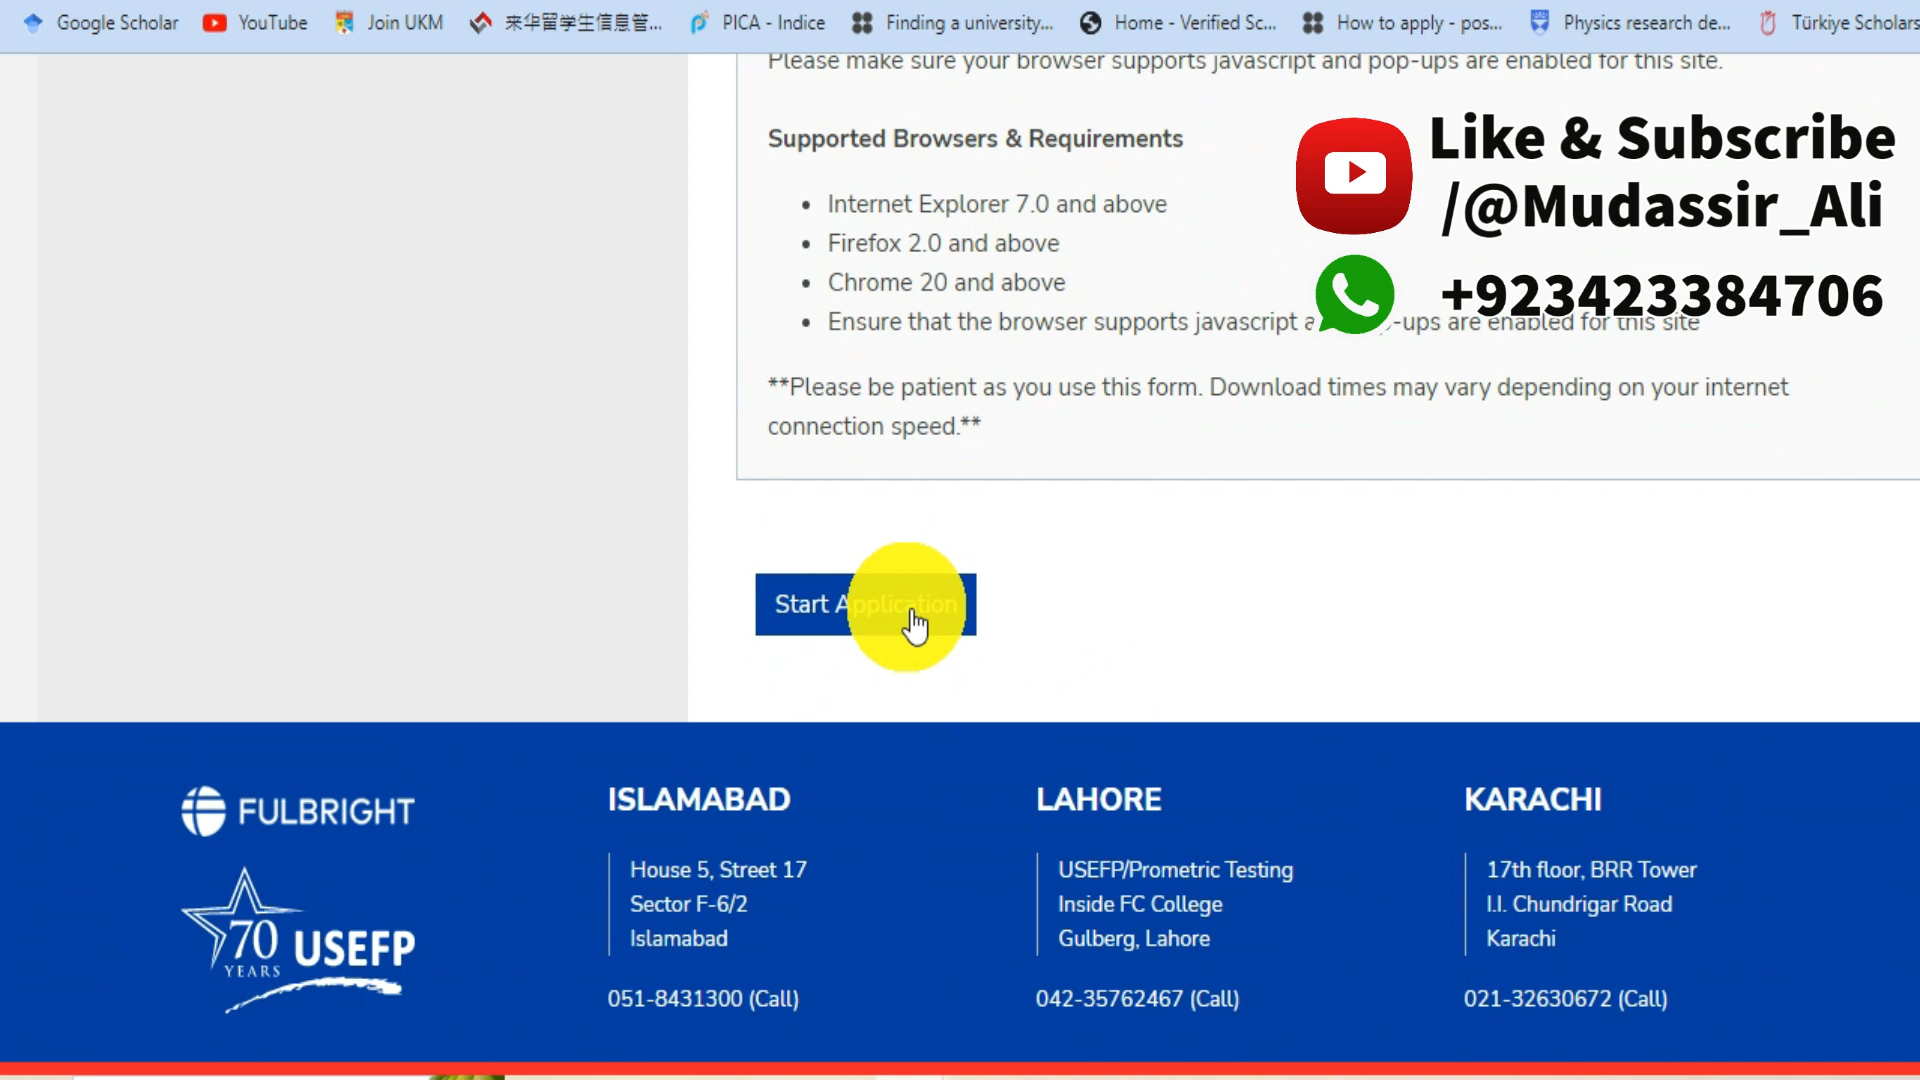 Google Scholar YouTube Join UKM 来华留学生信息管... PICA - Indice Finding a university... Home - Verified Sc... How to apply - pos... Physics research de... Türkiye Scholars
Please make sure your browser supports javascript and pop-ups are enabled for this site.
Supported Browsers & Requirements
Like & Subscribe
/@Mudassir_Ali
+923423384706
Internet Explorer 7.0 and above
Firefox 2.0 and above
Chrome 20 and above
Ensure that the browser supports javascript -ups are enabled for this site
**Please be patient as you use this form. Download times may vary depending on your internet
connection speed.**
Start Application
FULBRIGHT
70
YEARS
USEFP
ISLAMABAD
House 5, Street 17
Sector F-6/2
Islamabad
051-8431300 (Call)
LAHORE
USEFP/Prometric Testing
Inside FC College
Gulberg, Lahore
042-35762467 (Call)
KARACHI
17th floor, BRR Tower
I.I. Chundrigar Road
Karachi
021-32630672 (Call)